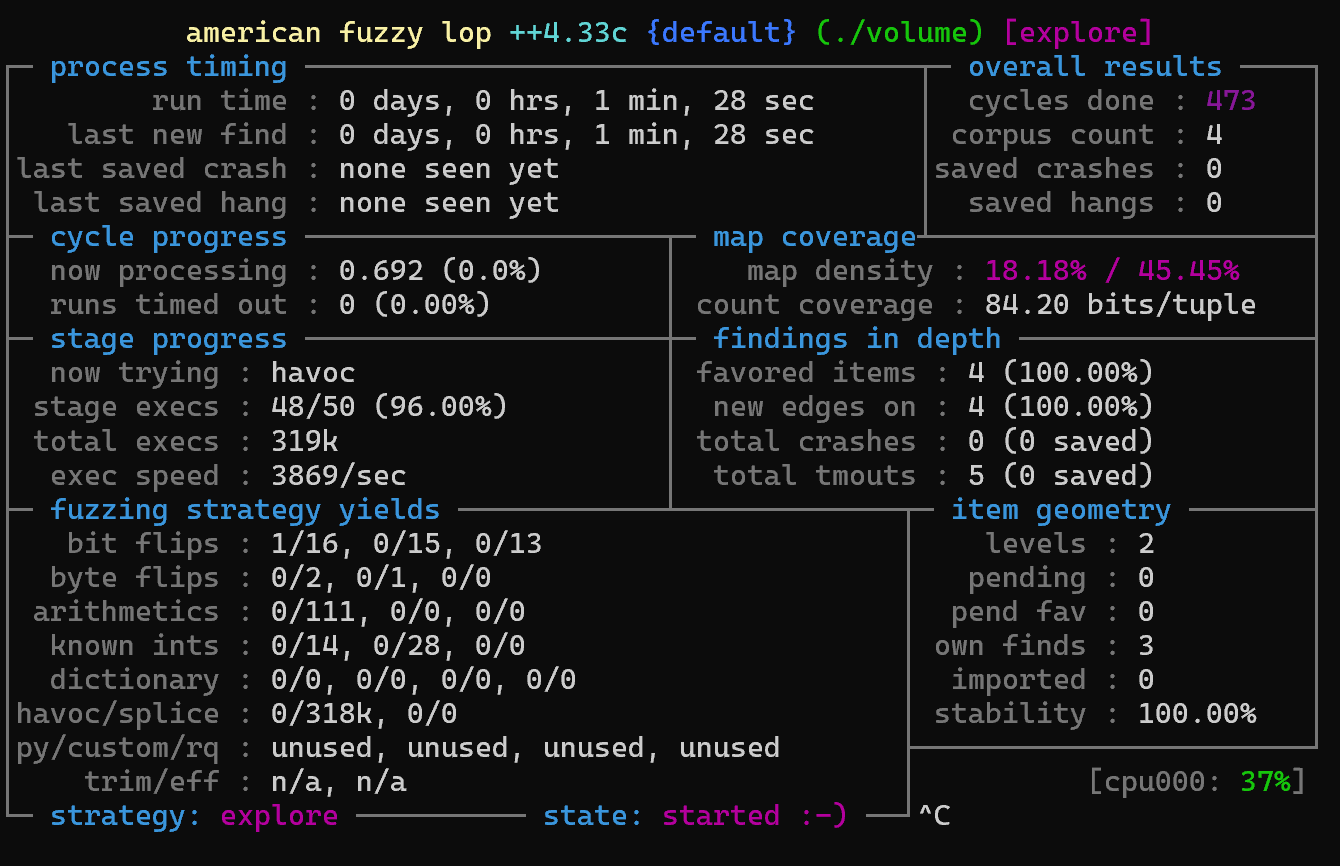 american fuzzy lop ++4.33c {default} (./volume) [explore]
process timing overall results
run time : 0 days, 0 hrs, 1 min, 28 sec cycles done : 473
last new find : 0 days, 0 hrs, 1 min, 28 sec corpus count : 4
last saved crash : none seen yet saved crashes : 0
last saved hang : none seen yet saved hangs : 0
cycle progress map coverage
now processing : 0.692 (0.0%) map density : 18.18% / 45.45%
runs timed out : 0 (0.00%) count coverage : 84.20 bits/tuple
stage progress findings in depth
now trying : havoc favored items : 4 (100.00%)
stage execs : 48/50 (96.00%) new edges on : 4 (100.00%)
total execs : 319k total crashes : 0 (0 saved)
exec speed : 3869/sec total tmouts : 5 (0 saved)
fuzzing strategy yields item geometry
bit flips : 1/16, 0/15, 0/13 levels : 2
byte flips : 0/2, 0/1, 0/0 pending : 0
arithmetics : 0/111, 0/0, 0/0 pend fav : 0
known ints : 0/14, 0/28, 0/0 own finds : 3
dictionary : 0/0, 0/0, 0/0, 0/0 imported : 0
havoc/splice : 0/318k, 0/0 stability : 100.00%
py/custom/rq : unused, unused, unused, unused
trim/eff : n/a, n/a [cpu000: 37%]
strategy: explore state: started :-) ^C